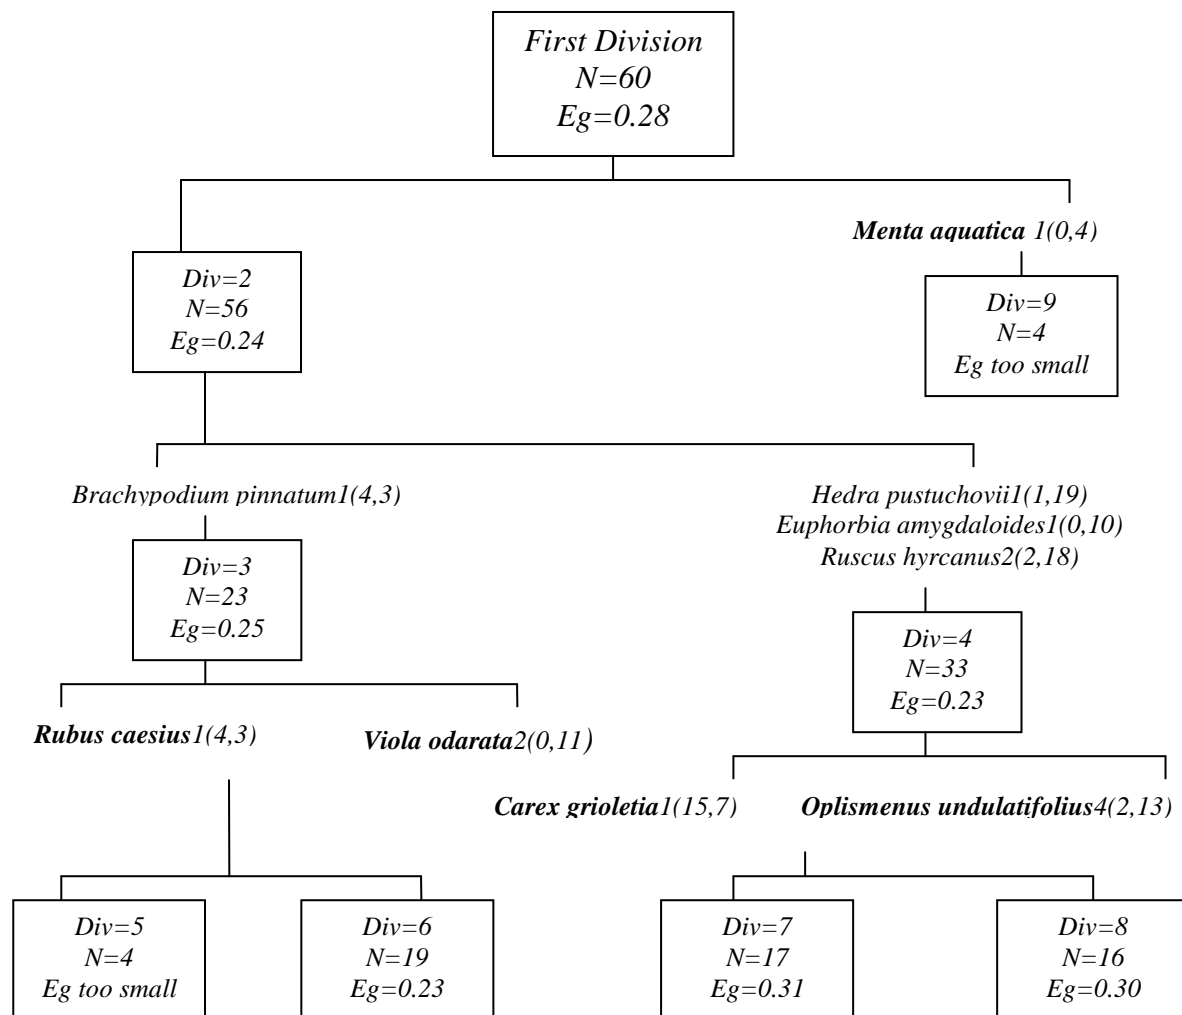 First Division
N=60
Eg=0.28
Menta aquatica 1(0,4)
Div=2
N=56
Eg=0.24
Div=9
N=4
Eg too small
Brachypodium pinnatum1(4,3)
Hedra pustuchovii1(1,19)
Euphorbia amygdaloides1(0,10)
Ruscus hyrcanus2(2,18)
Div=3
N=23
Eg=0.25
Div=4
N=33
Eg=0.23
Rubus caesius1(4,3)
Viola odarata2(0,11)
Carex grioletia1(15,7)
Oplismenus undulatifolius4(2,13)
Div=5
N=4
Eg too small
Div=6
N=19
Eg=0.23
Div=7
N=17
Eg=0.31
Div=8
N=16
Eg=0.30